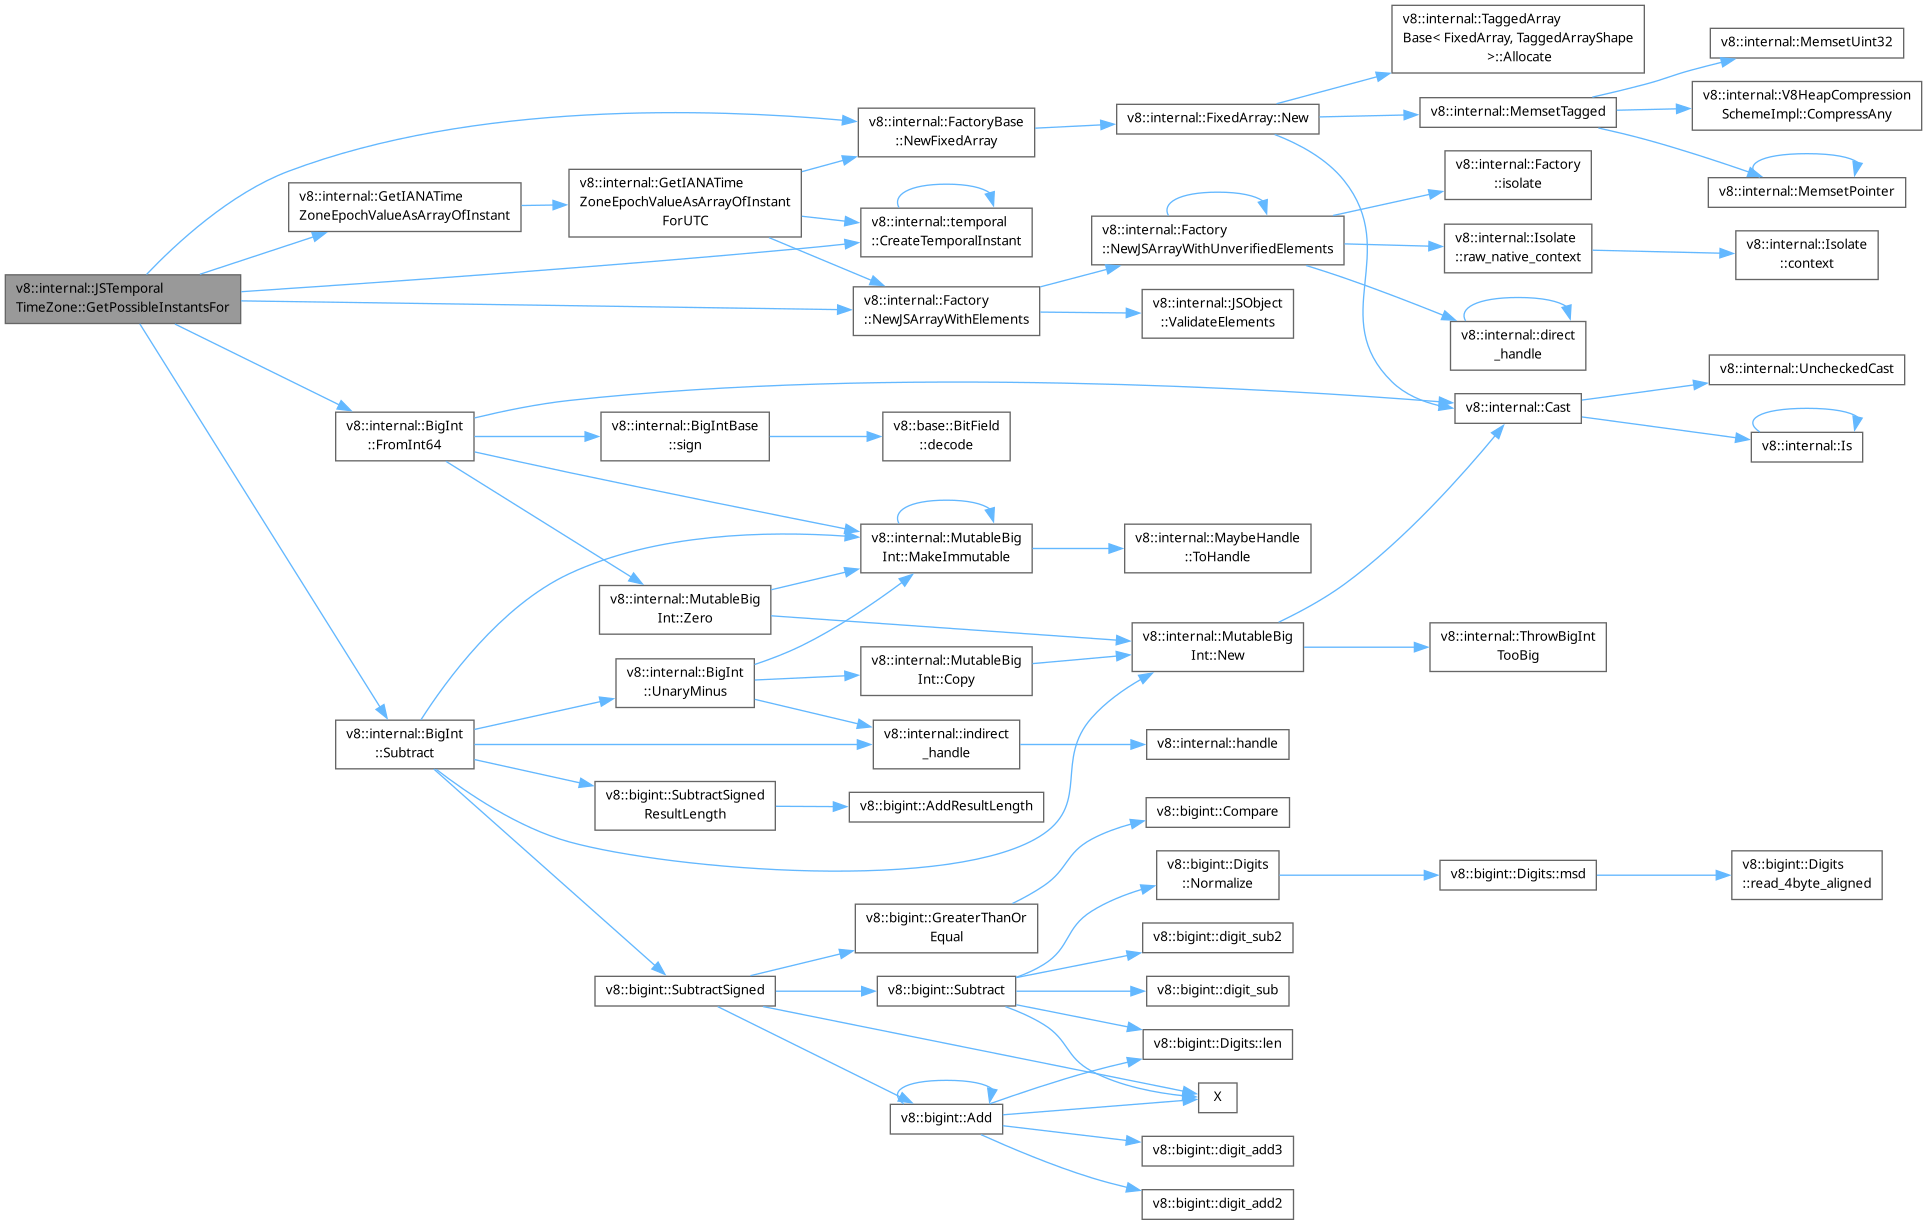 v8::internal::JSTemporal
TimeZone::GetPossibleInstantsFor
v8::internal::GetIANATime
ZoneEpochValueAsArrayOfInstant
v8::internal::BigInt
::FromInt64
v8::internal::BigInt
::Subtract
v8::internal::GetIANATime
ZoneEpochValueAsArrayOfInstant
ForUTC
v8::internal::BigIntBase
::sign
v8::internal::MutableBig
Int::Zero
v8::internal::BigInt
::UnaryMinus
v8::bigint::SubtractSigned
ResultLength
v8::bigint::SubtractSigned
v8::internal::FactoryBase
::NewFixedArray
v8::internal::temporal
::CreateTemporalInstant
v8::internal::Factory
::NewJSArrayWithElements
v8::base::BitField
::decode
v8::internal::MutableBig
Int::MakeImmutable
v8::internal::MutableBig
Int::Copy
v8::internal::indirect
_handle
v8::bigint::AddResultLength
v8::bigint::GreaterThanOr
Equal
v8::bigint::Subtract
v8::bigint::Add
v8::internal::FixedArray::New
v8::internal::Factory
::NewJSArrayWithUnverifiedElements
v8::internal::JSObject
::ValidateElements
v8::internal::MaybeHandle
::ToHandle
v8::internal::MutableBig
Int::New
v8::internal::handle
v8::bigint::Compare
v8::bigint::Digits
::Normalize
v8::bigint::digit_sub2
v8::bigint::digit_sub
v8::bigint::Digits::len
X
v8::bigint::digit_add3
v8::bigint::digit_add2
v8::internal::TaggedArray
Base< FixedArray, TaggedArrayShape
>::Allocate
v8::internal::MemsetTagged
v8::internal::Factory
::isolate
v8::internal::Isolate
::raw_native_context
v8::internal::direct
_handle
v8::internal::Cast
v8::internal::ThrowBigInt
TooBig
v8::bigint::Digits::msd
v8::internal::MemsetUint32
v8::internal::V8HeapCompression
SchemeImpl::CompressAny
v8::internal::MemsetPointer
v8::internal::Isolate
::context
v8::internal::UncheckedCast
v8::internal::Is
v8::bigint::Digits
::read_4byte_aligned